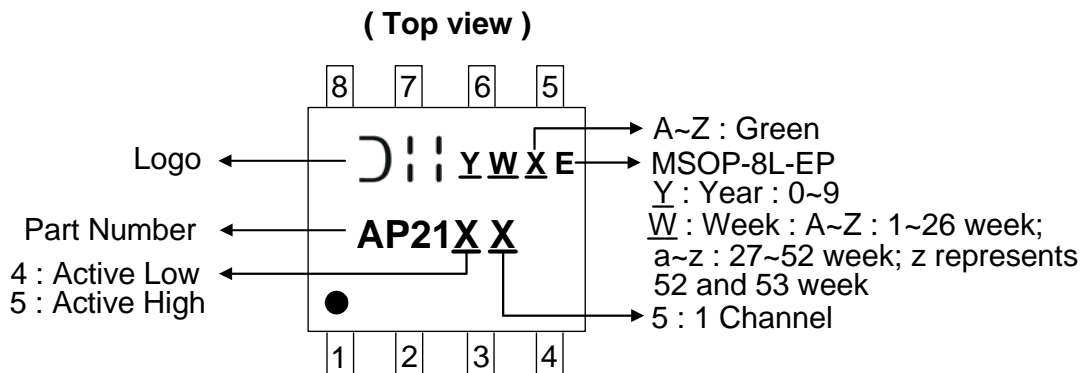 ( Top view )
8 7 6 5
Logo
Y W X E
A~Z : Green
MSOP-8L-EP
Y : Year : 0~9
W : Week : A~Z : 1~26 week;
a~z : 27~52 week; z represents
52 and 53 week
Part Number
AP21X X
4 : Active Low
5 : Active High
5 : 1 Channel
1 2 3 4